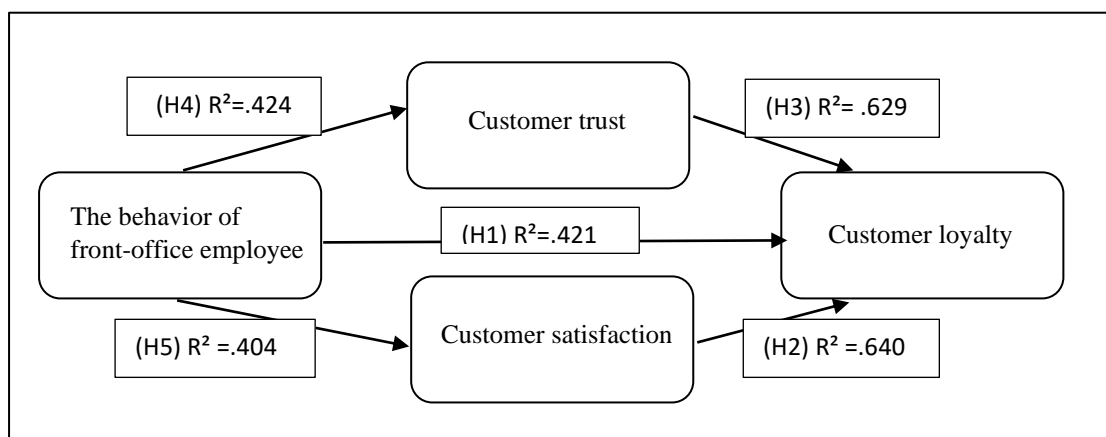 (H4) R²=.424
Customer trust
(H3) R²= .629
The behavior of
front-office employee
(H1) R²=.421
Customer loyalty
(H5) R² =.404
Customer satisfaction
(H2) R² =.640